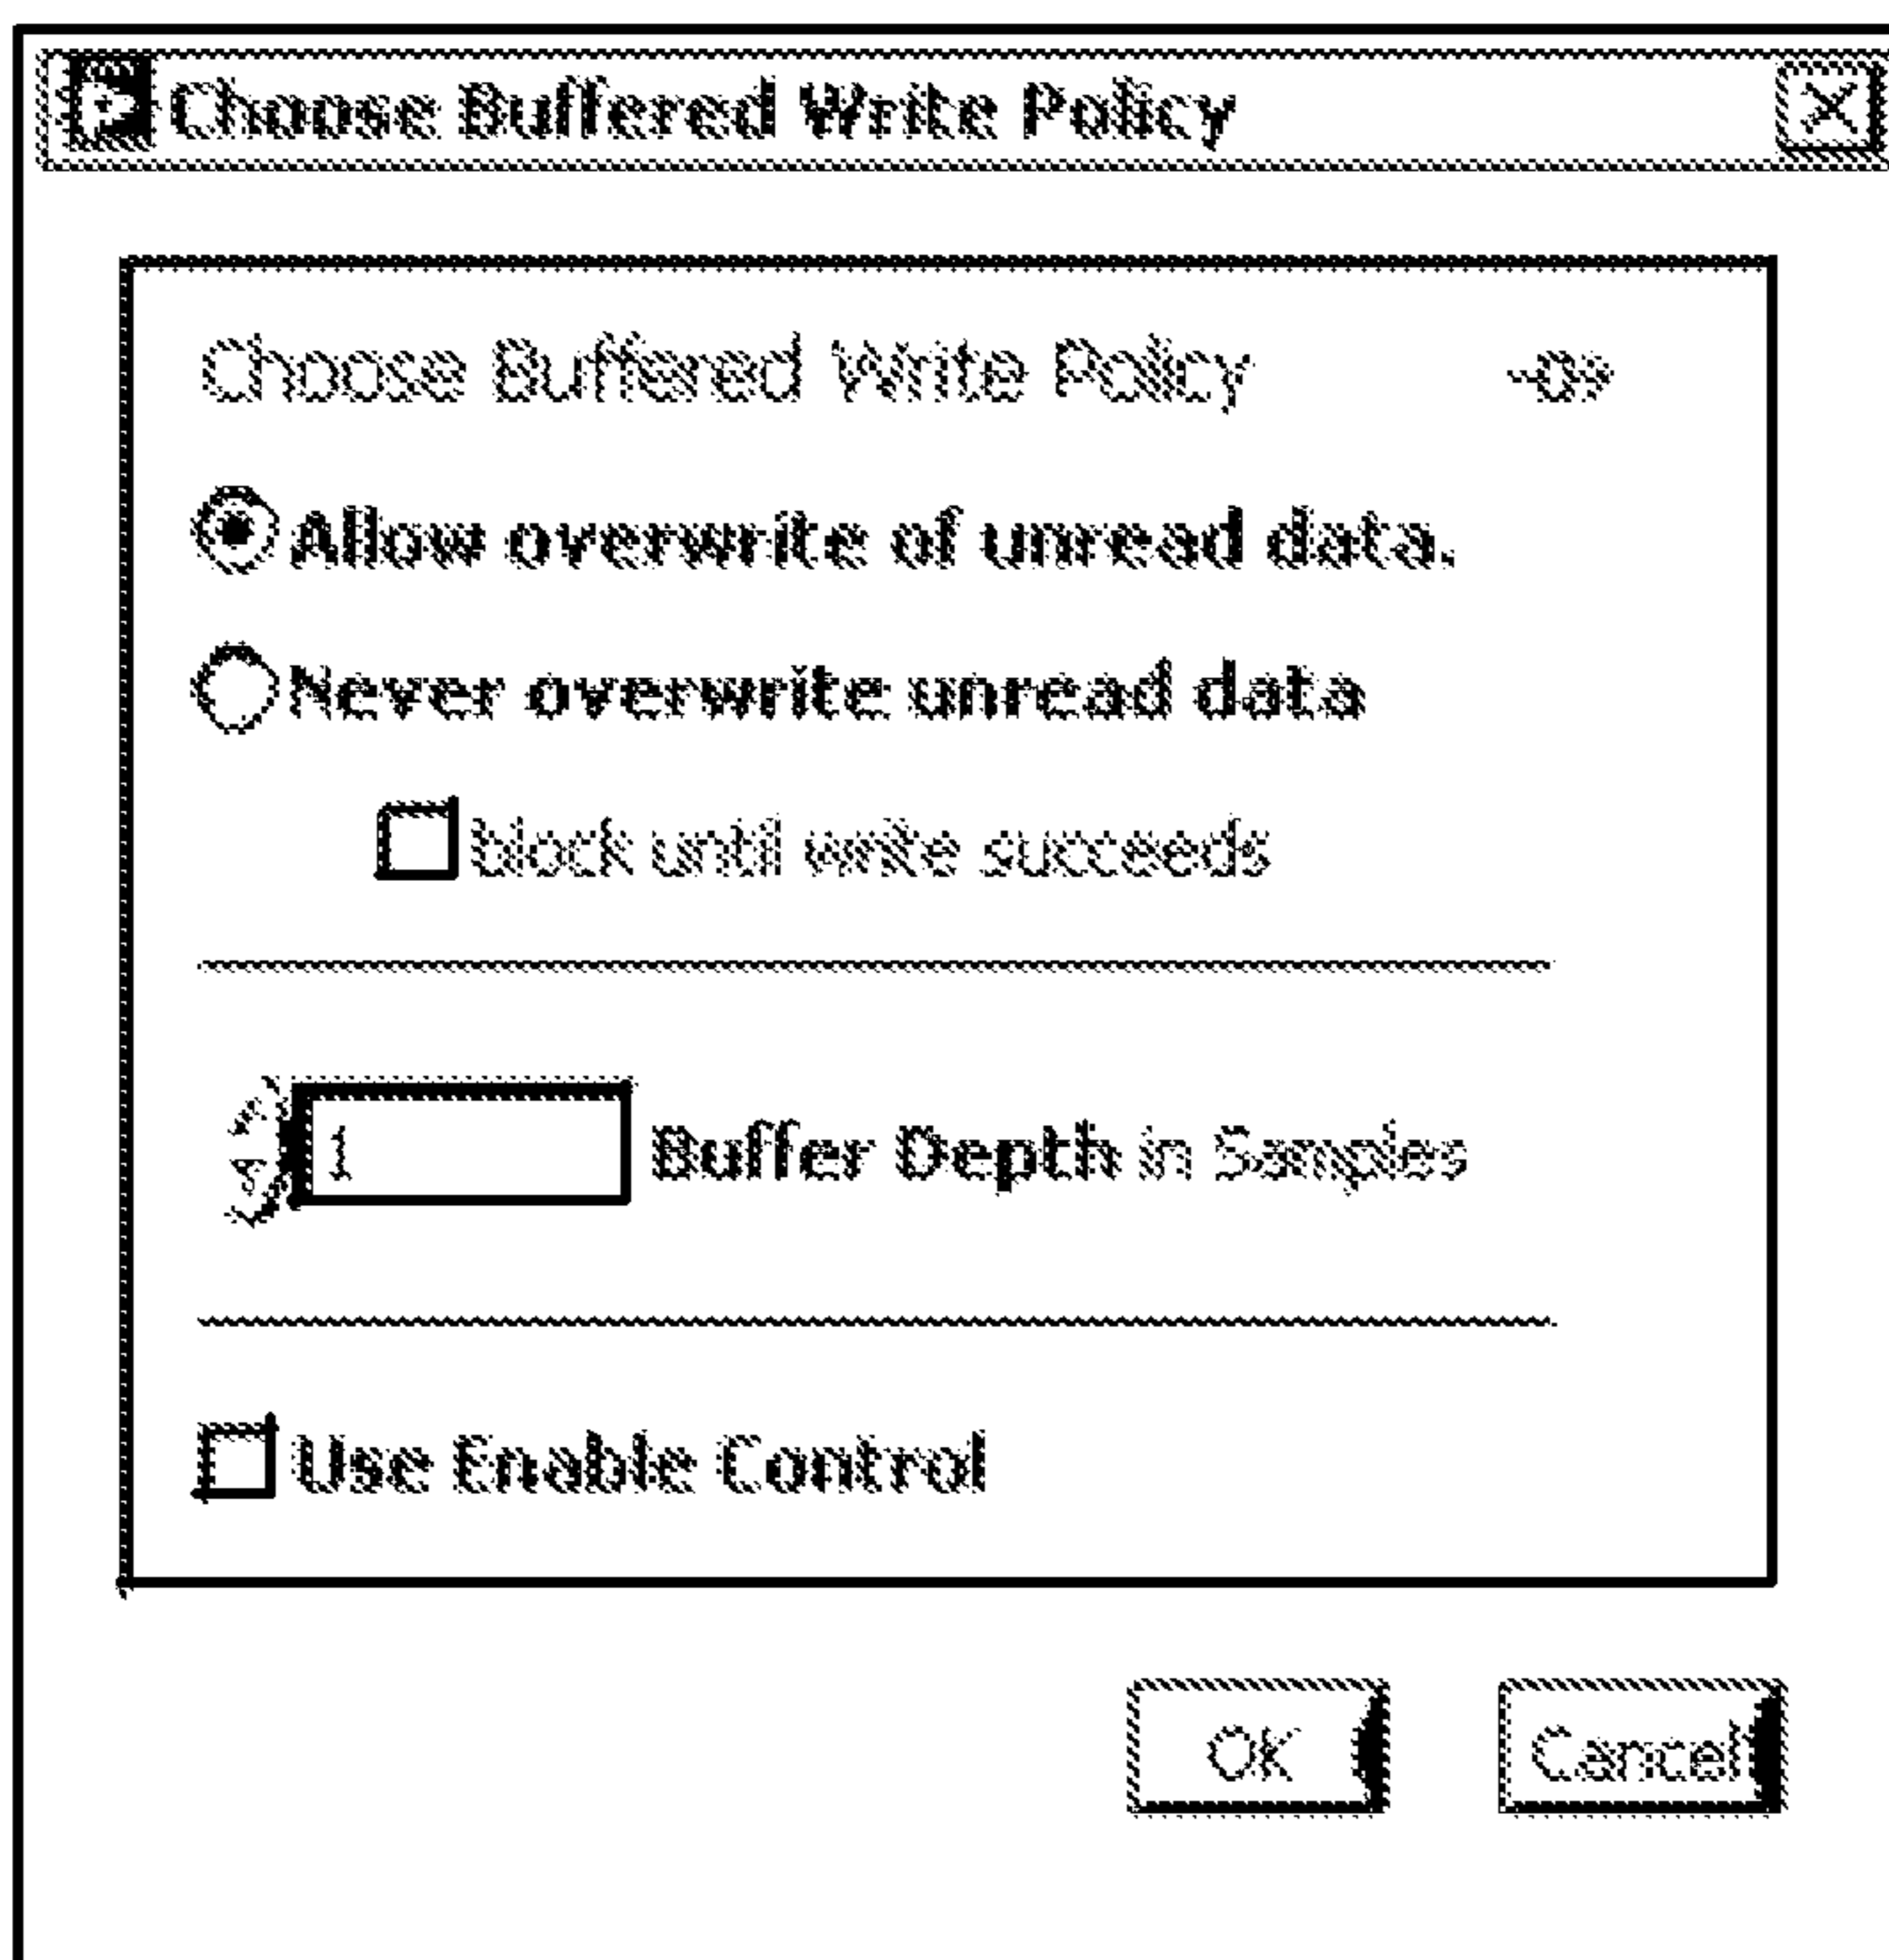 Choose Buffered Write Policy
Choose Buffered Write Policy
Allow overwrite of unread data.
Never overwrite unread data
block until write succeeds
1 Buffer Depth in Samples
Use Enable Control
OK Cancel